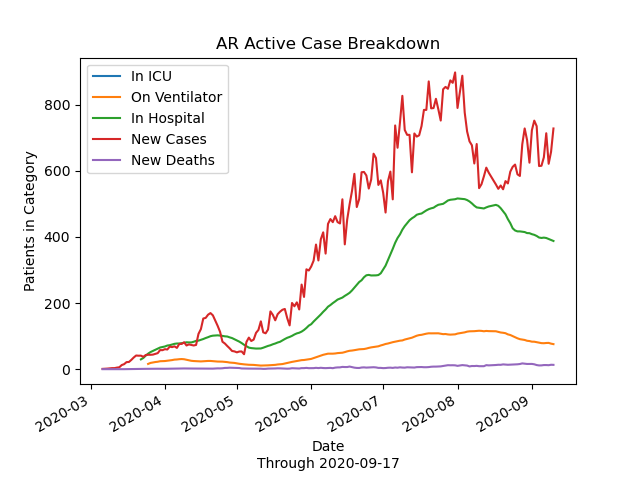 AR Active Case Breakdown
In ICU
On Ventilator
In Hospital
New Cases
New Deaths
Patients in Category
800
600
400
200
0
2020-03
2020-04
2020-05
2020-06
2020-07
2020-08
2020-09
Date
Through 2020-09-17